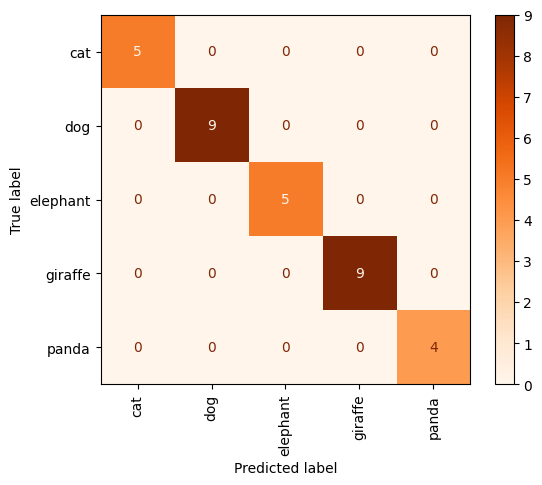 cat 5 0 0 0 0
dog 0 9 0 0 0
elephant 0 0 5 0 0
giraffe 0 0 0 9 0
panda 0 0 0 0 4
True label
cat
dog
elephant
giraffe
panda
Predicted label
9
8
7
6
5
4
3
2
1
0